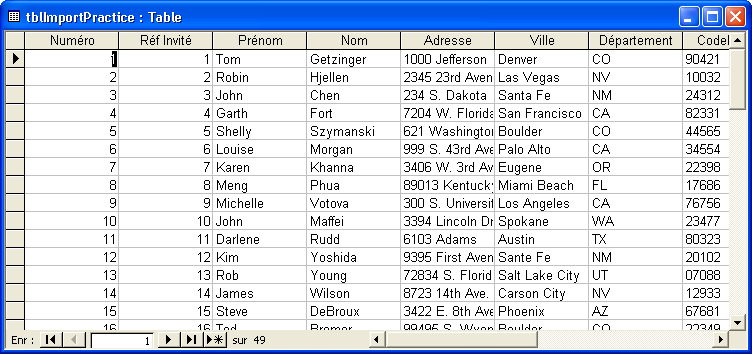 tblImportPractice : Table
Numéro Réf Invité Prénom Nom Adresse Ville Département CodeI
1 1 Tom Getzinger 1000 Jefferson Denver CO 90421
2 2 Robin Hjellen 2345 23rd Aven Las Vegas NV 10032
3 3 John Chen 234 S. Dakota Santa Fe NM 24312
4 4 Garth Fort 7204 W. Florida San Francisco CA 82331
5 5 Shelly Szymanski 621 Washington Boulder CO 44565
6 6 Louise Morgan 999 S. 43rd Ave Palo Alto CA 34554
7 7 Karen Khanna 3406 W. 3rd Av Eugene OR 22398
8 8 Meng Phua 89013 Kentucky Miami Beach FL 17686
9 9 Michelle Votova 300 S. Universit Los Angeles CA 76756
10 10 John Maffei 3394 Lincoln Dr Spokane WA 23477
11 11 Darlene Rudd 6103 Adams Austin TX 80323
12 12 Kim Yoshida 9395 First Aven Sante Fe NM 20102
13 13 Rob Young 72834 S. Florid Salt Lake City UT 07088
14 14 James Wilson 8723 14th Ave. Carson City NV 12933
15 15 Steve DeBroux 3422 E. 8th Av Phoenix AZ 67681
16 16 Ted Bremer 99495 S. Wyon Boulder CO 22349
Enr : 1 sur 49